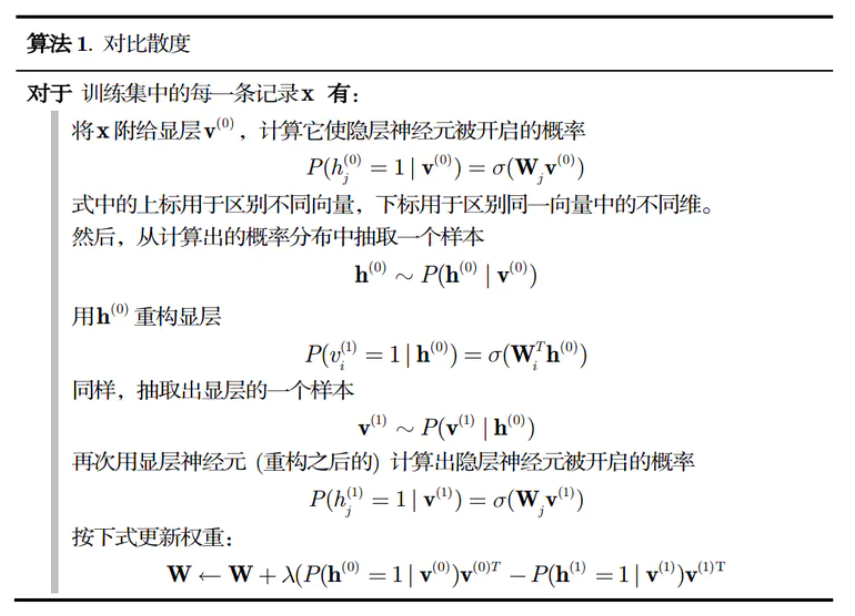 算法 1. 对比散度
对于 训练集中的每一条记录 x 有：
将 x 附给显层 v^(0)，计算它使隐层神经元被开启的概率
P(h_j^(0) = 1 | v^(0)) = σ(W_j v^(0))
式中的上标用于区别不同向量，下标用于区别同一向量中的不同维。
然后，从计算出的概率分布中抽取一个样本
h^(0) ∼ P(h^(0) | v^(0))
用 h^(0) 重构显层
P(v_i^(1) = 1 | h^(0)) = σ(W_i^T h^(0))
同样，抽取出显层的一个样本
v^(1) ∼ P(v^(1) | h^(0))
再次用显层神经元 (重构之后的) 计算出隐层神经元被开启的概率
P(h_j^(1) = 1 | v^(1)) = σ(W_j v^(1))
按下式更新权重：
W ← W + λ(P(h^(0) = 1 | v^(0))v^(0)T − P(h^(1) = 1 | v^(1))v^(1)T